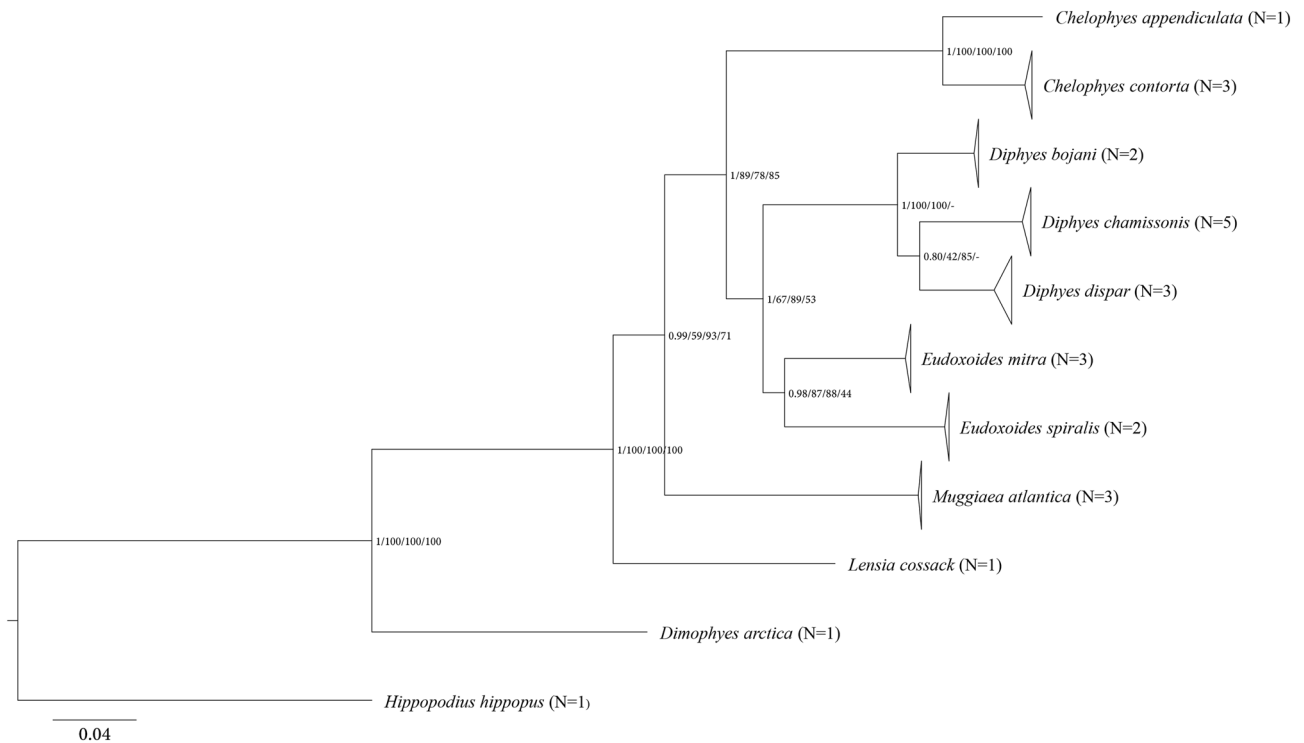 Chelophyes appendiculata (N=1)
1/100/100/100
Chelophyes contorta (N=3)
Diphyes bojani (N=2)
1/89/78/85
1/100/100/-
Diphyes chamissonis (N=5)
0.80/42/85/-
Diphyes dispar (N=3)
1/67/89/53
0.99/59/93/71
Eudoxoides mitra (N=3)
0.98/87/88/44
Eudoxoides spiralis (N=2)
1/100/100/100
Muggiaea atlantica (N=3)
1/100/100/100
Lensia cossack (N=1)
Dimophyes arctica (N=1)
Hippopodius hippopus (N=1)
0.04